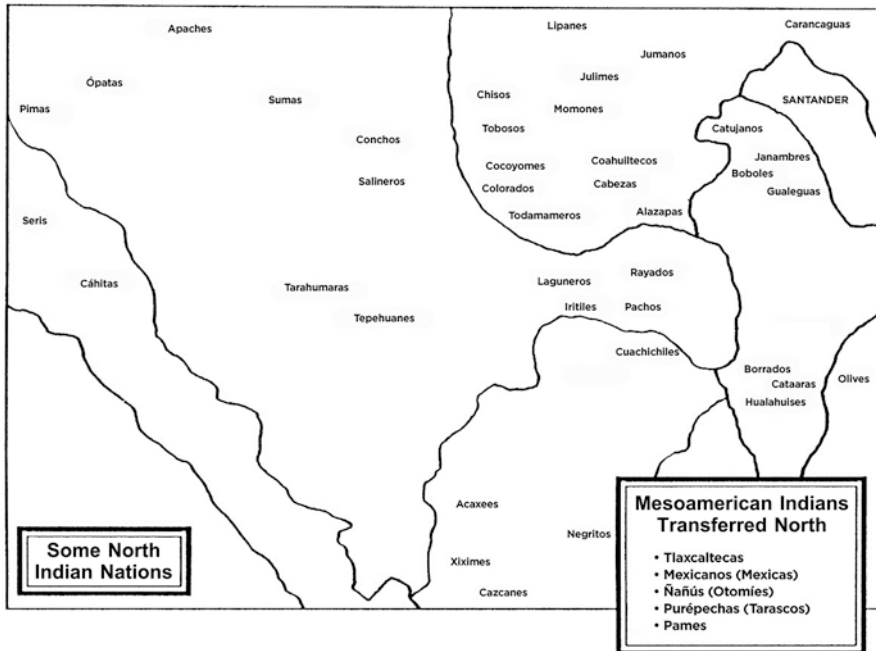 Apaches
Lipanes
Carancaguas
Jumanos
Julimes
Ópatas
Chisos
Sumas
SANTANDER
Pimas
Momones
Tobosos
Catujanos
Conchos
Janambres
Cocoyomes
Coahuiltecos
Boboles
Salineros
Colorados
Cabezas
Gualeguas
Todamameros
Alazapas
Seris
Rayados
Laguneros
Cáhitas
Tarahumaras
Iritiles
Pachos
Tepehuanes
Cuachichiles
Borrados
Olives
Cataaras
Hualahuises
Acaxees
Negritos
Xiximes
Cazcanes
Some North
Indian Nations
Mesoamerican Indians
Transferred North
• Tlaxcaltecas
• Mexicanos (Mexicas)
• Ñañús (Otomíes)
• Purépechas (Tarascos)
• Pames